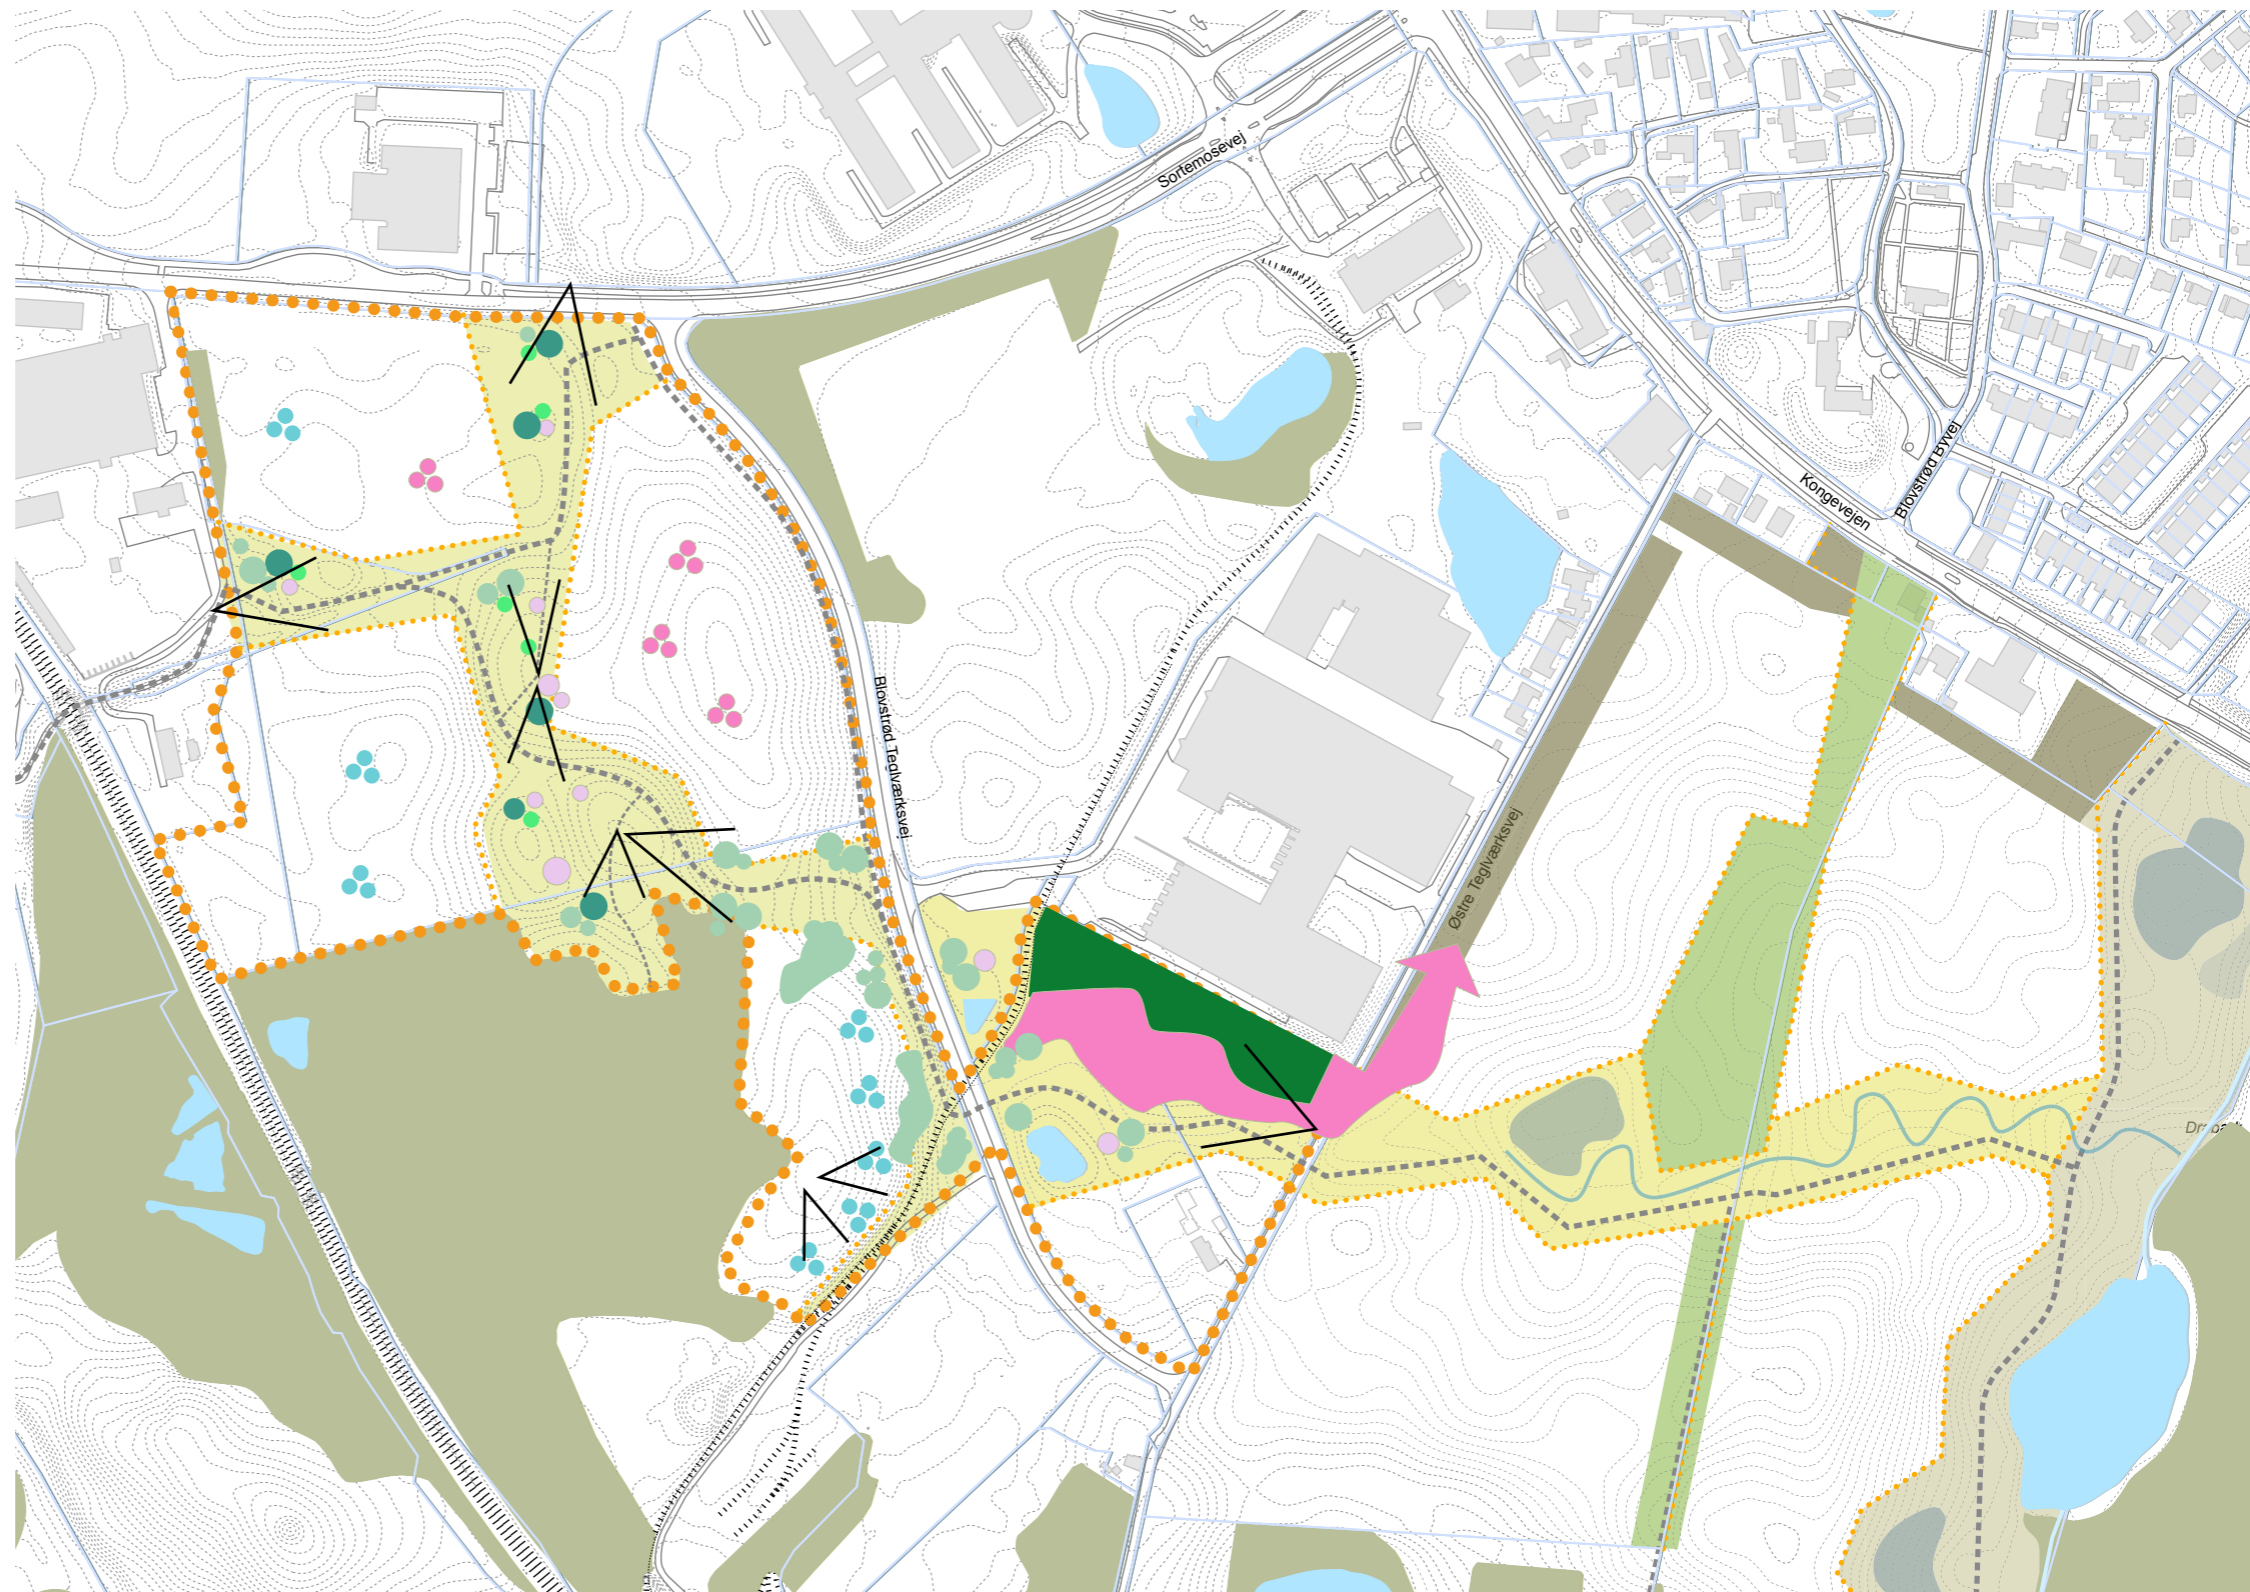 Sortemosevej
Kongevejen
Blovstrød Byvej
Blovstrød Teglværksvej
Østre Teglværksvej